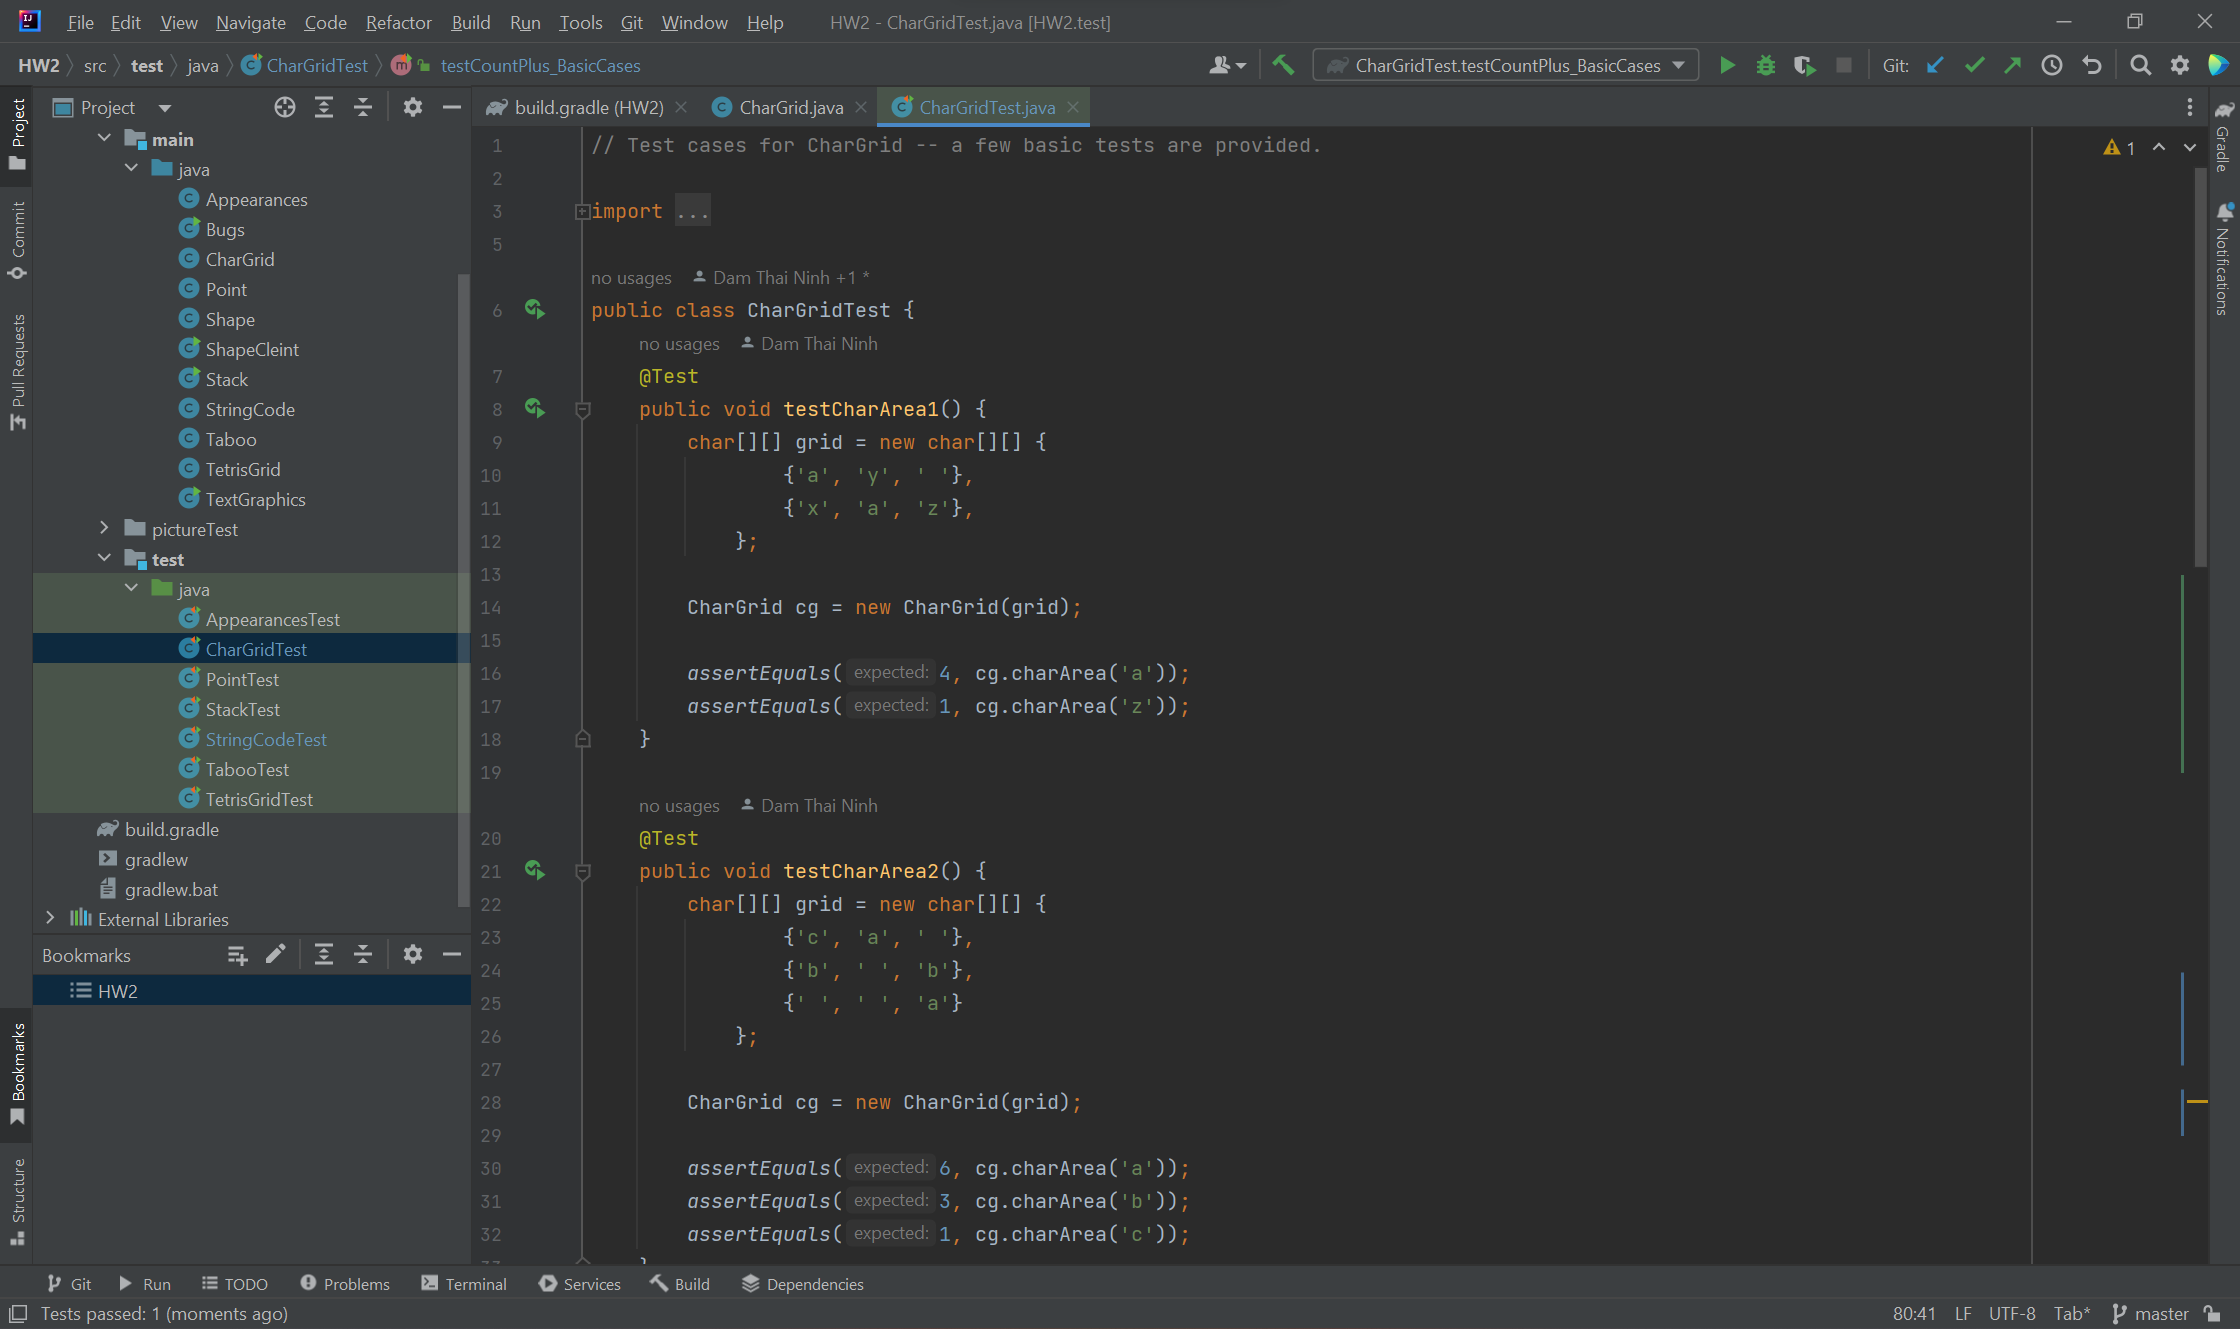 File Edit View Navigate Code Refactor Build Run Tools Git Window Help HW2 - CharGridTest.java [HW2.test]
HW2 src test java CharGridTest testCountPlus_BasicCases CharGridTest.testCountPlus_BasicCases Git:
Project
build.gradle (HW2) CharGrid.java CharGridTest.java
Project
Commit
Pull Requests
Bookmarks
Structure
main
java
Appearances
Bugs
CharGrid
Point
Shape
ShapeCleint
Stack
StringCode
Taboo
TetrisGrid
TextGraphics
pictureTest
test
java
AppearancesTest
CharGridTest
PointTest
StackTest
StringCodeTest
TabooTest
TetrisGridTest
build.gradle
gradlew
gradlew.bat
External Libraries
Bookmarks
HW2
1 // Test cases for CharGrid -- a few basic tests are provided.
2
3 import ...
5
no usages Dam Thai Ninh +1 *
6 public class CharGridTest {
no usages Dam Thai Ninh
7 @Test
8 public void testCharArea1() {
9 char[][] grid = new char[][] {
10 {'a', 'y', ' '},
11 {'x', 'a', 'z'},
12 };
13
14 CharGrid cg = new CharGrid(grid);
15
16 assertEquals( expected: 4, cg.charArea('a'));
17 assertEquals( expected: 1, cg.charArea('z'));
18 }
19
no usages Dam Thai Ninh
20 @Test
21 public void testCharArea2() {
22 char[][] grid = new char[][] {
23 {'c', 'a', ' '},
24 {'b', ' ', 'b'},
25 {' ', ' ', 'a'}
26 };
27
28 CharGrid cg = new CharGrid(grid);
29
30 assertEquals( expected: 6, cg.charArea('a'));
31 assertEquals( expected: 3, cg.charArea('b'));
32 assertEquals( expected: 1, cg.charArea('c'));
1
Gradle
Notifications
Git Run TODO Problems Terminal Services Build Dependencies
Tests passed: 1 (moments ago) 80:41 LF UTF-8 Tab* master